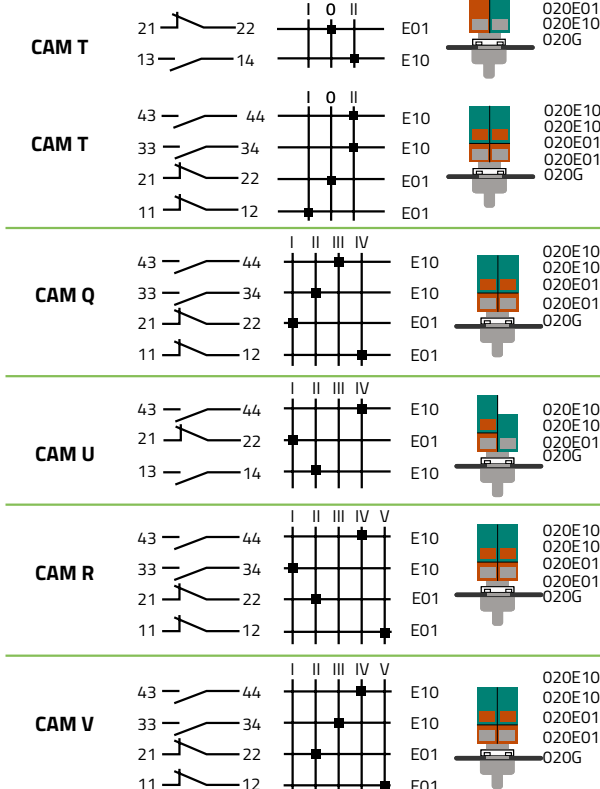 I 0 II
020E01
21 22 E01
020E10
CAM T
020G
13 14 E10
I 0 II
43 44 E10
020E10
020E10
CAM T
33 34 E10
020E01
020E01
21 22 E01
020G
11 12 E01
I II III IV
43 44 E10
020E10
020E10
CAM Q
33 34 E10
020E01
020E01
21 22 E01
020G
11 12 E01
I II III IV
43 44 E10
020E10
020E10
21 22 E01
020E01
CAM U
020G
13 14 E10
I II III IV V
43 44 E10
020E10
020E10
CAM R
33 34 E10
020E01
020E01
21 22 E01
020G
11 12 E01
I II III IV V
43 44 E10
020E10
020E10
CAM V
33 34 E10
020E01
020E01
21 22 E01
020G
11 12 E01